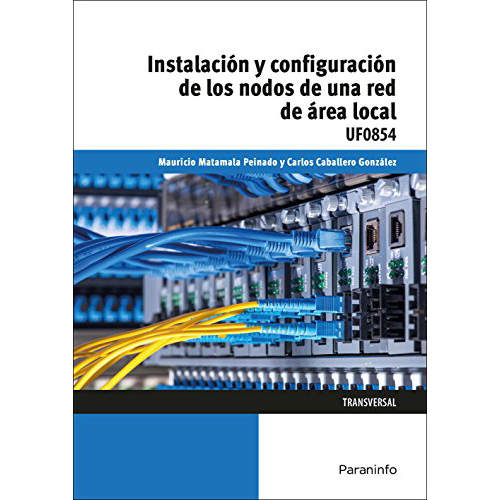 Instalación y configuración
de los nodos de una red
de área local
UF0854
Mauricio Matamala Peinado y Carlos Caballero González
TRANSVERSAL
Paraninfo